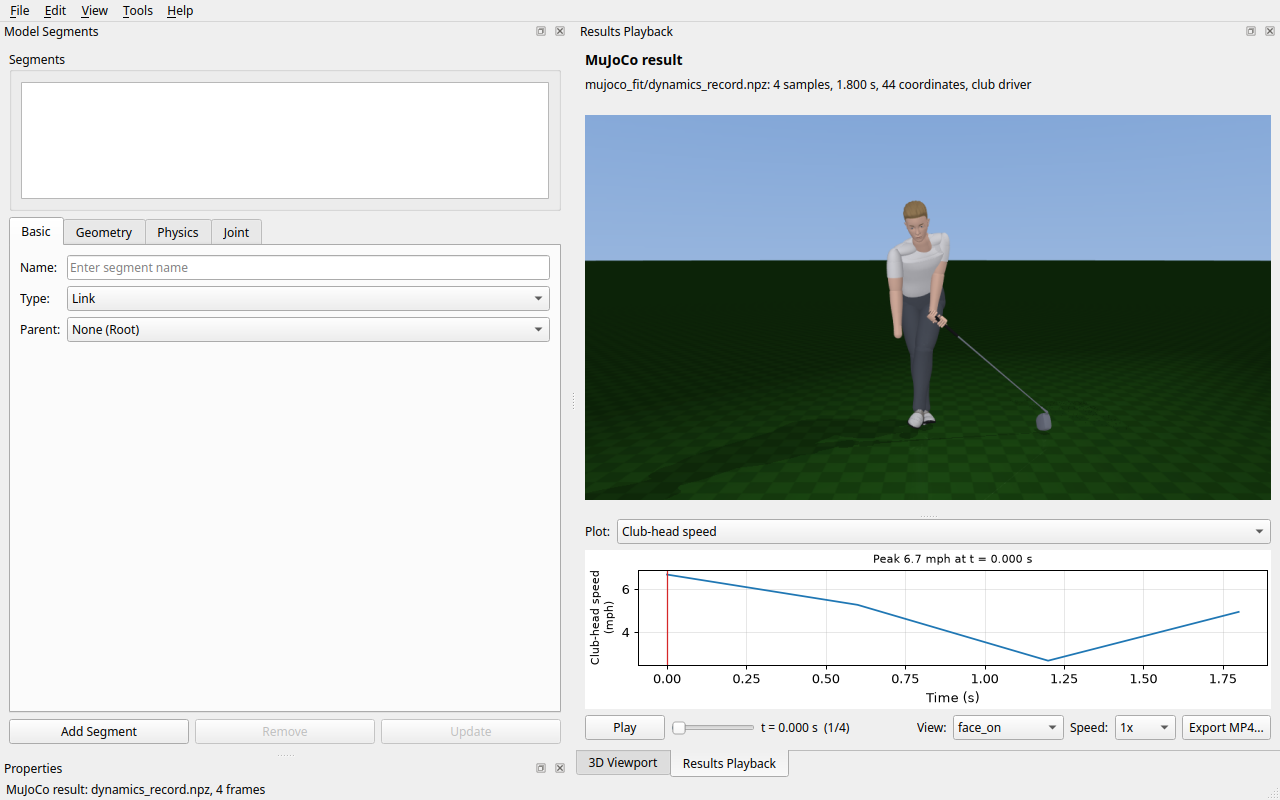 File Edit View Tools Help
Model Segments
Segments
Basic Geometry Physics Joint
Name: Enter segment name
Type: Link
Parent: None (Root)
Add Segment Remove Update
Properties
MuJoCo result: dynamics_record.npz, 4 frames
Results Playback
MuJoCo result
mujoco_fit/dynamics_record.npz: 4 samples, 1.800 s, 44 coordinates, club driver
Plot: Club-head speed
Peak 6.7 mph at t = 0.000 s
Club-head speed
(mph)
6
4
0.00 0.25 0.50 0.75 1.00 1.25 1.50 1.75
Time (s)
Play t = 0.000 s (1/4) View: face_on Speed: 1x Export MP4...
3D Viewport Results Playback